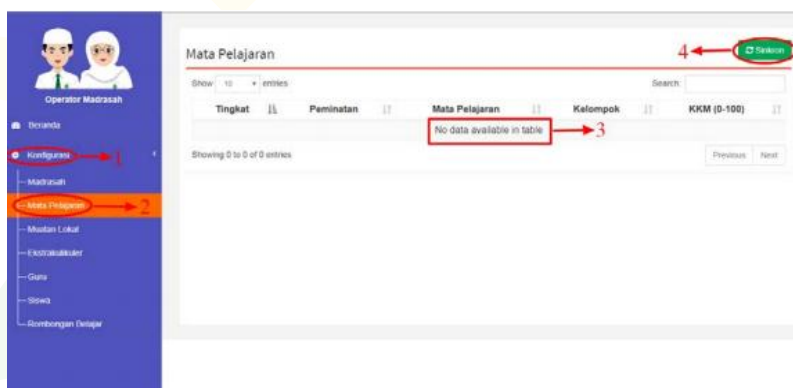 Operator Madrasah
Beranda
Konfigurasi
1
Madrasah
Mata Pelajaran
2
Muatan Lokal
Ekstrakulikuler
Guru
Siswa
Rombongan Belajar
Mata Pelajaran
4
Sinkron
Show 10 entries
Search:
Tingkat Peminatan Mata Pelajaran Kelompok KKM (0-100)
No data available in table
3
Showing 0 to 0 of 0 entries
Previous Next